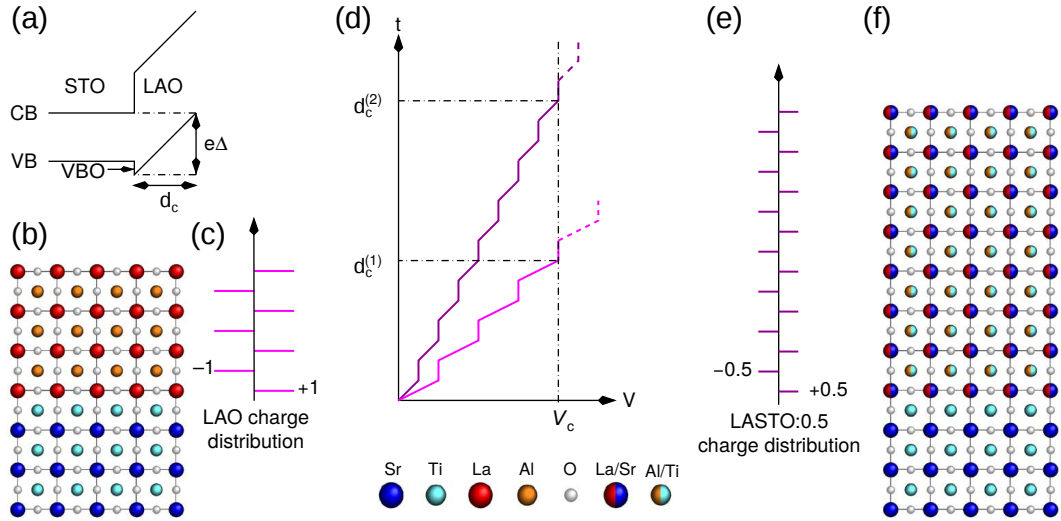 (a)
STO
LAO
CB
VB
VBO
eΔ
d_c
(b)
(c)
−1
+1
LAO charge
distribution
(d)
t
d_c^(2)
d_c^(1)
V
V_c
(e)
−0.5
+0.5
LASTO:0.5
charge distribution
(f)
Sr Ti La Al O La/Sr Al/Ti